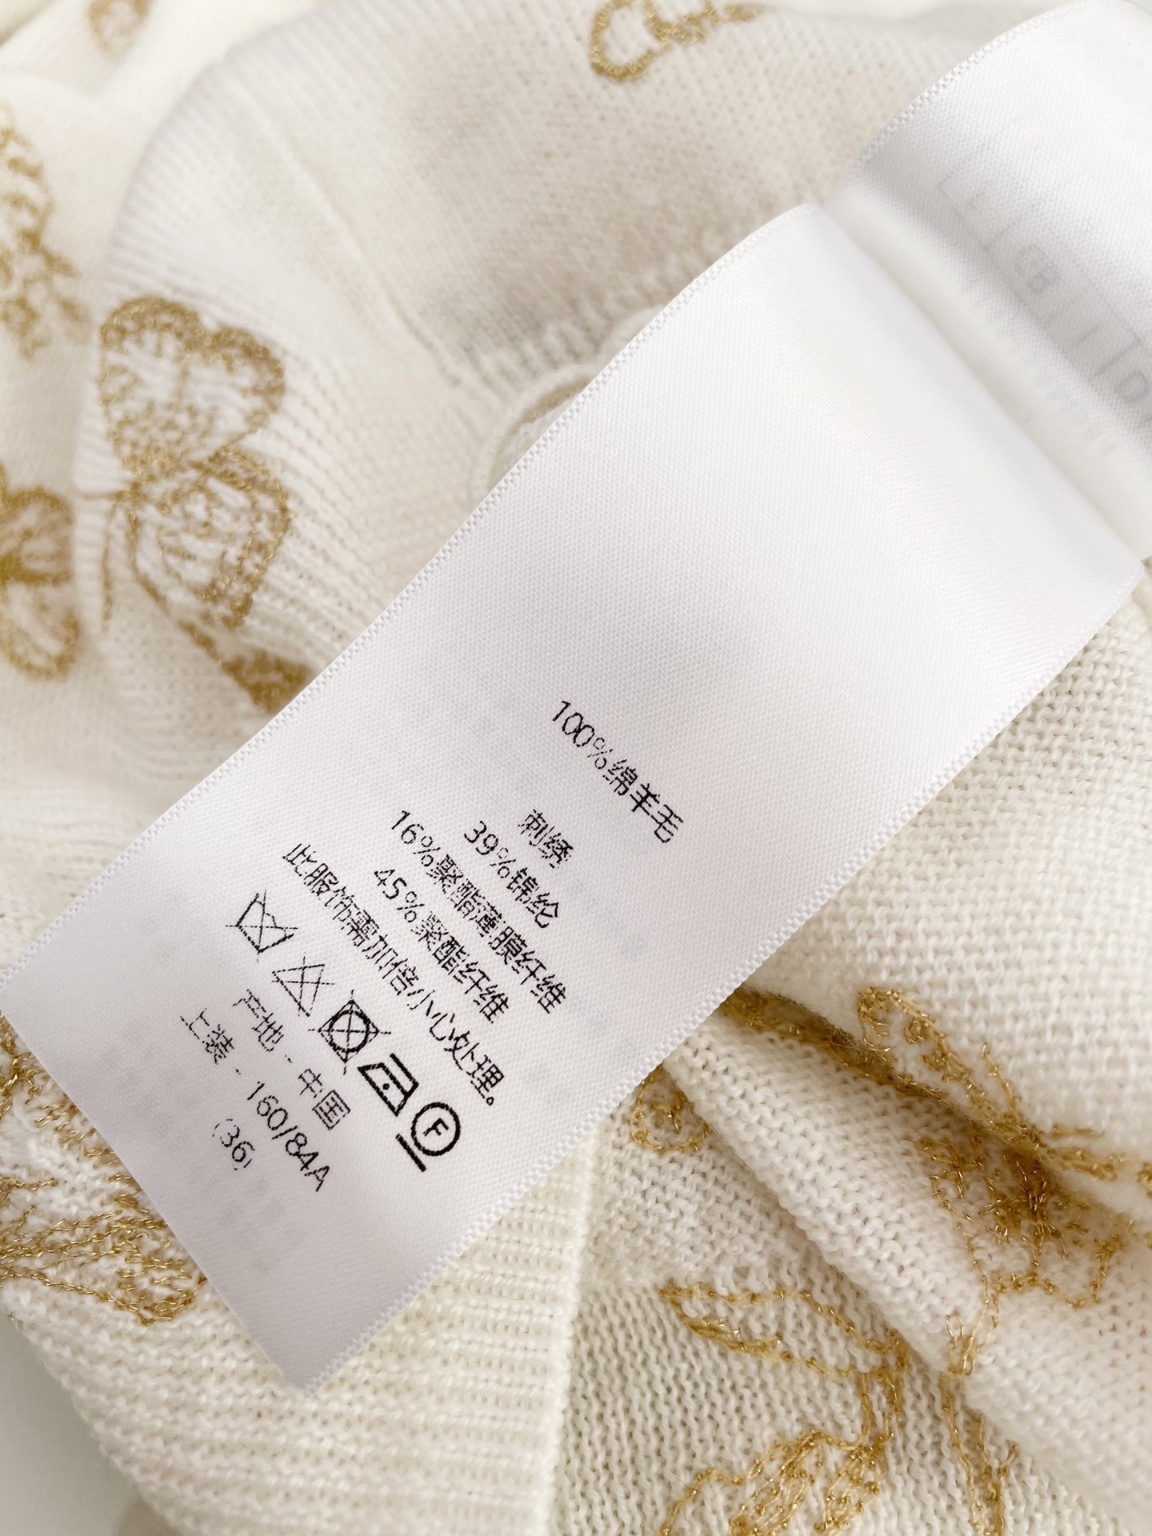 100%绵羊毛
刺绣
39%锦纶
16%聚酯薄膜纤维
45%聚酯纤维
此服饰需加倍小心处理。
F
产地 - 中国
上装 - 160/84A
(36)